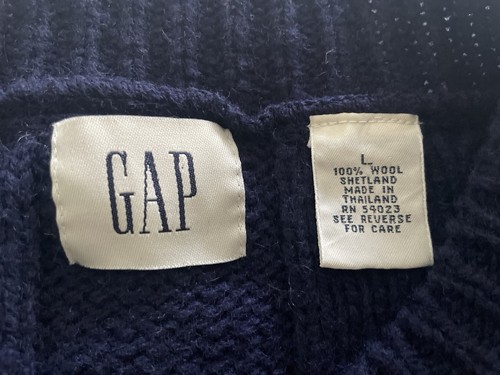 GAP
L
100% WOOL
SHETLAND
MADE IN
THAILAND
RN 54023
SEE REVERSE
FOR CARE